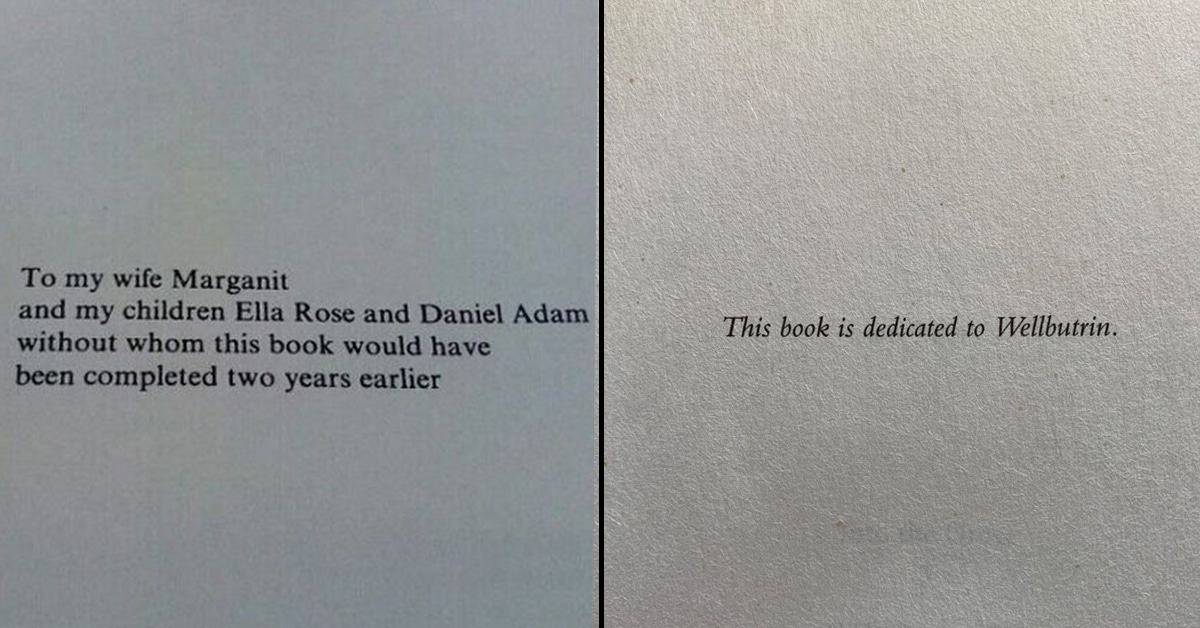 To my wife Marganit
and my children Ella Rose and Daniel Adam
without whom this book would have
been completed two years earlier
This book is dedicated to Wellbutrin.